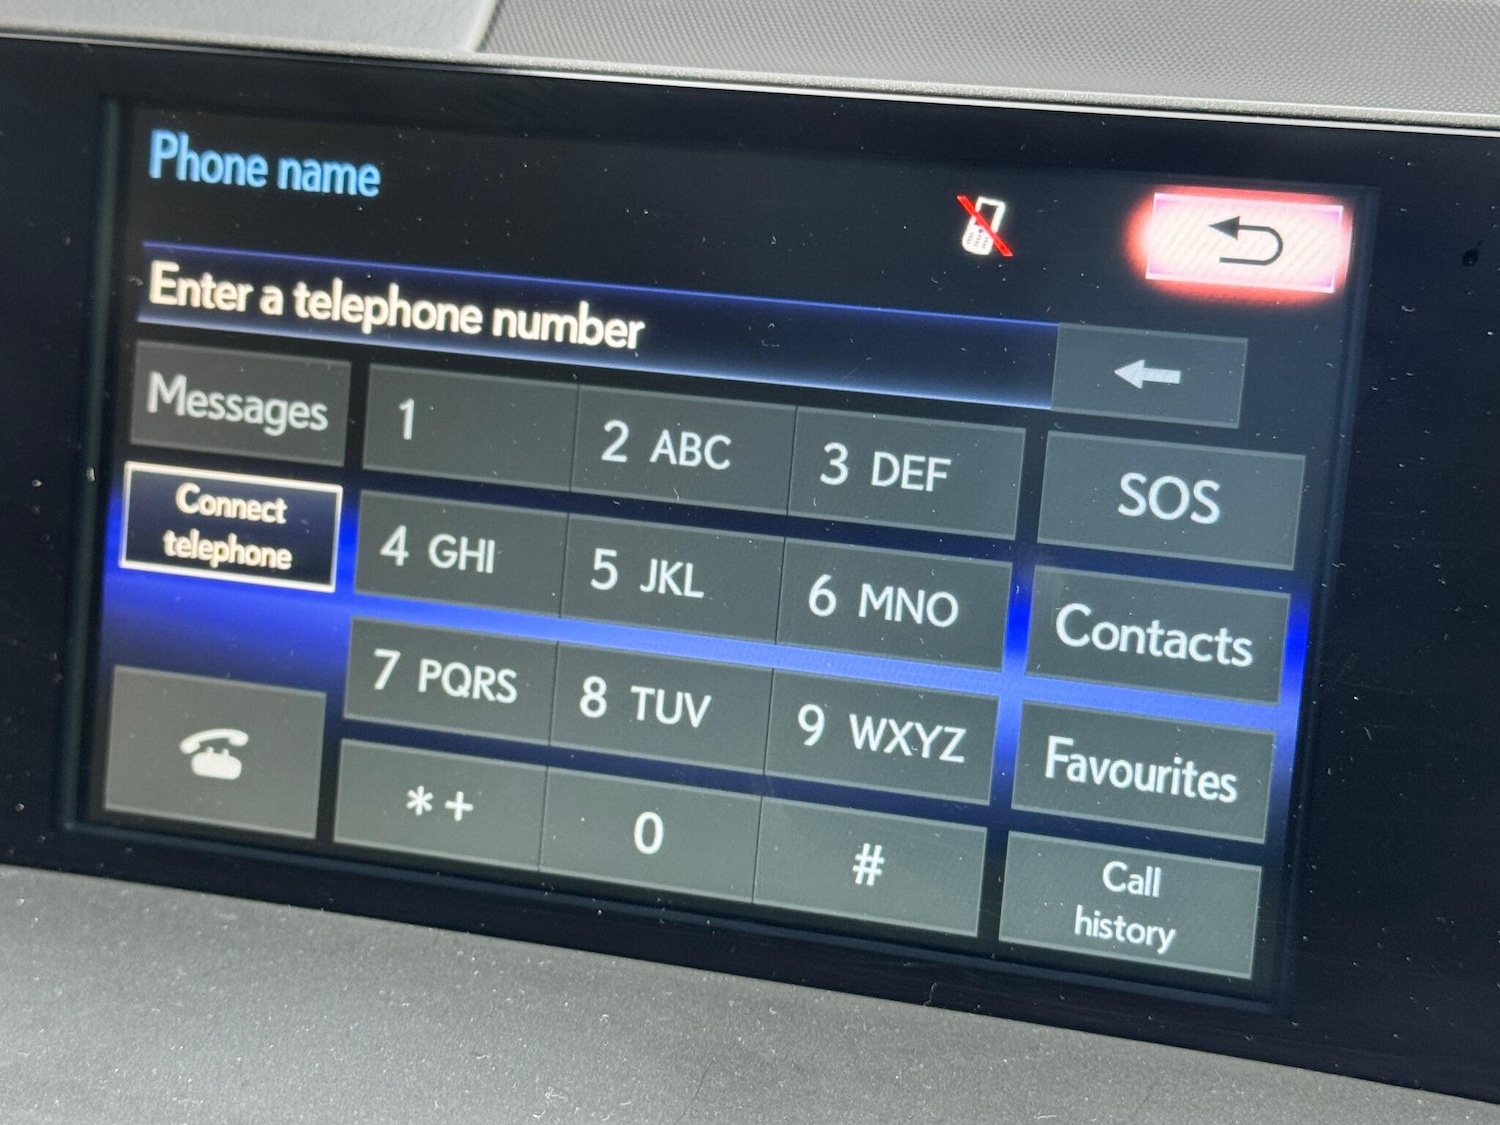 Phone name
Enter a telephone number
Messages
1
2 ABC
3 DEF
SOS
Connect
telephone
4 GHI
5 JKL
6 MNO
Contacts
7 PQRS
8 TUV
9 WXYZ
Favourites
*+
0
#
Call
history